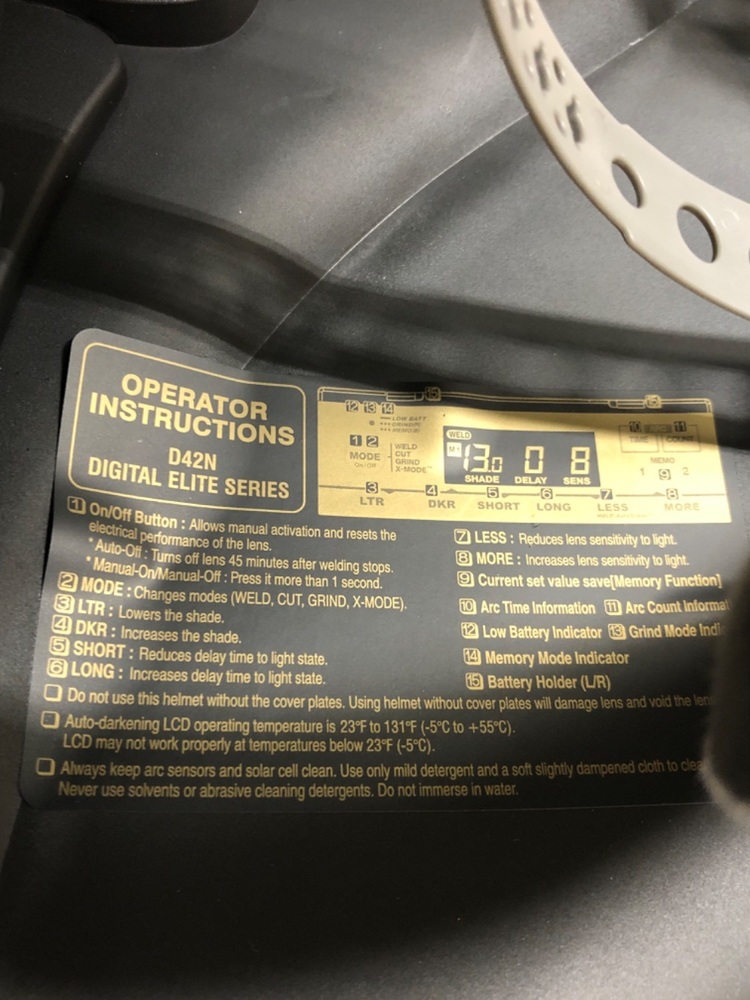 OPERATOR
INSTRUCTIONS
D42N
DIGITAL ELITE SERIES
15
15
12 13 14
LOW BATT
GRIND
MEMORY
1 2
MODE
On/Off
WELD
CUT
GRIND
X-MODE
WELD
M1
13.0 0 8
SHADE DELAY SENS
10 11
TIME COUNT
MEMO
1 9 2
3 4 5 6 7 8
LTR DKR SHORT LONG LESS MORE
1 On/Off Button : Allows manual activation and resets the
electrical performance of the lens.
* Auto-Off : Turns off lens 45 minutes after welding stops.
* Manual-On/Manual-Off : Press it more than 1 second.
2 MODE : Changes modes (WELD, CUT, GRIND, X-MODE).
3 LTR : Lowers the shade.
4 DKR : Increases the shade.
5 SHORT : Reduces delay time to light state.
6 LONG : Increases delay time to light state.
7 LESS : Reduces lens sensitivity to light.
8 MORE : Increases lens sensitivity to light.
9 Current set value save[Memory Function]
10 Arc Time Information 11 Arc Count Informat
12 Low Battery Indicator 13 Grind Mode Indi
14 Memory Mode Indicator
15 Battery Holder (L/R)
Do not use this helmet without the cover plates. Using helmet without cover plates will damage lens and void the lens
Auto-darkening LCD operating temperature is 23°F to 131°F (-5°C to +55°C).
LCD may not work properly at temperatures below 23°F (-5°C).
Always keep arc sensors and solar cell clean. Use only mild detergent and a soft slightly dampened cloth to clea
Never use solvents or abrasive cleaning detergents. Do not immerse in water.